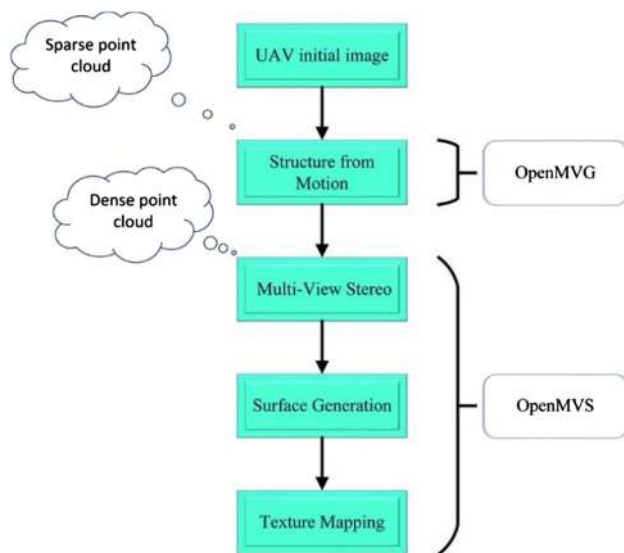 Sparse point
cloud
UAV initial image
Structure from
Motion
OpenMVG
Dense point
cloud
Multi-View Stereo
Surface Generation
OpenMVS
Texture Mapping